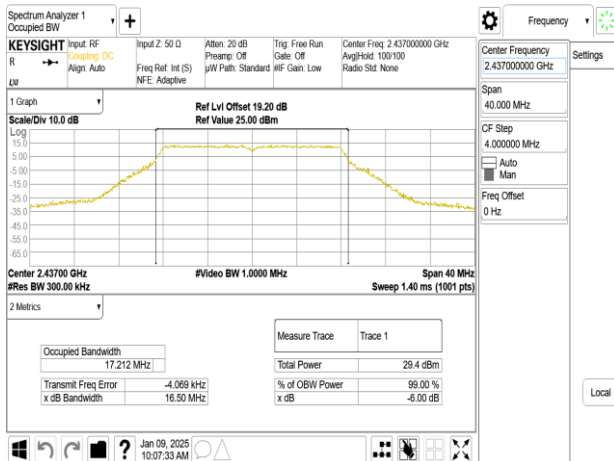 Spectrum Analyzer 1
Occupied BW
Frequency
KEYSIGHT
R
Input: RF
Coupling: DC
Align: Auto
Input Z: 50 Ω
Freq Ref: Int (S)
NFE: Adaptive
Atten: 20 dB
Preamp: Off
µW Path: Standard
Trig: Free Run
Gate: Off
#IF Gain: Low
Center Freq: 2.437000000 GHz
Avg|Hold: 100/100
Radio Std: None
Center Frequency
2.437000000 GHz
Settings
Span
40.000 MHz
CF Step
4.000000 MHz
Auto
Man
Freq Offset
0 Hz
Local
1 Graph
Scale/Div 10.0 dB
Ref Lvl Offset 19.20 dB
Ref Value 25.00 dBm
Log
15.0
5.00
-5.00
-15.0
-25.0
-35.0
-45.0
-55.0
-65.0
Center 2.43700 GHz
#Res BW 300.00 kHz
#Video BW 1.0000 MHz
Span 40 MHz
Sweep 1.40 ms (1001 pts)
2 Metrics
Measure Trace Trace 1
Occupied Bandwidth
17.212 MHz
Total Power 29.4 dBm
Transmit Freq Error -4.069 kHz
% of OBW Power 99.00 %
x dB Bandwidth 16.50 MHz
x dB -6.00 dB
Jan 09, 2025
10:07:33 AM